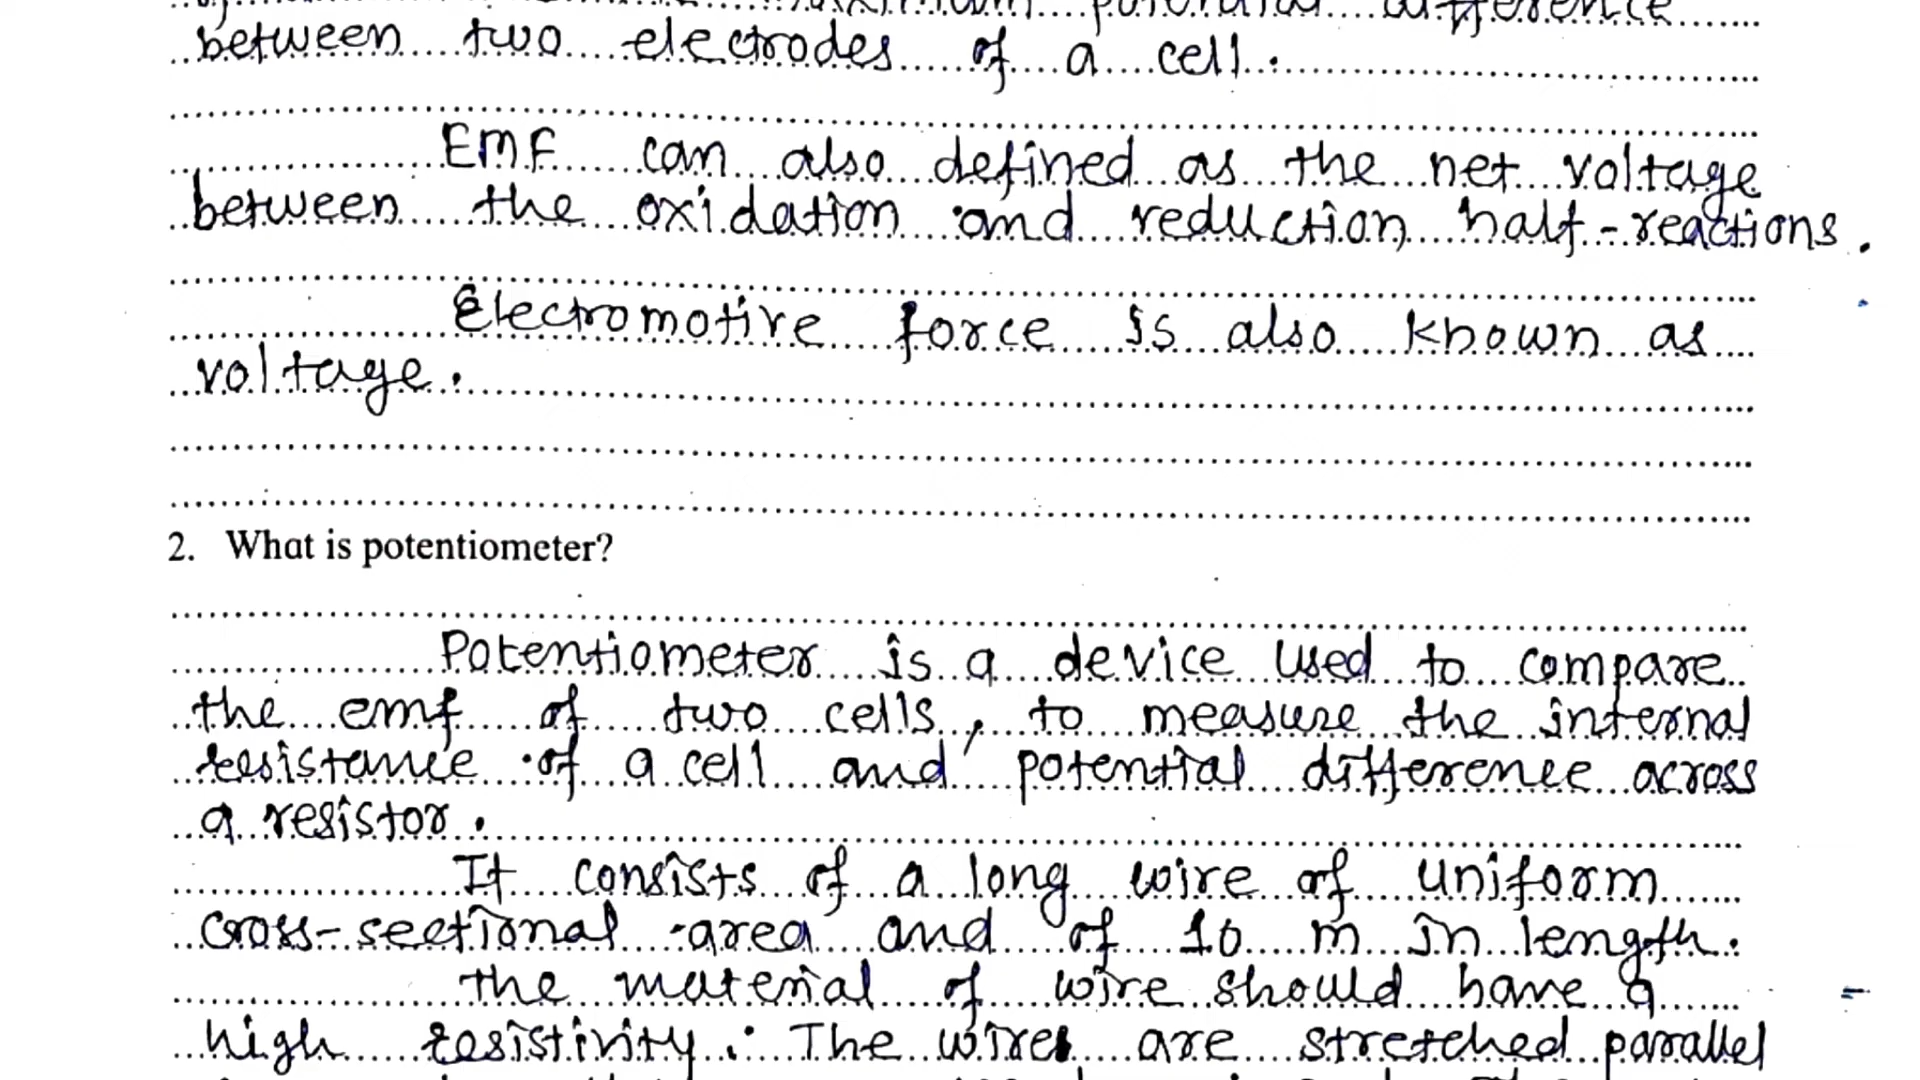 maximum potential difference
between two electrodes of a cell.
EMF can also defined as the net voltage
between the oxidation and reduction half-reactions.
Electromotive force is also known as
voltage.
2. What is potentiometer?
Potentiometer is a device used to compare
the emf of two cells, to measure the internal
resistance of a cell and potential difference across
a resistor.
It consists of a long wire of uniform
cross-sectional area and of 10 m in length.
the material of wire should have a
high resistivity. The wires are stretched parallel